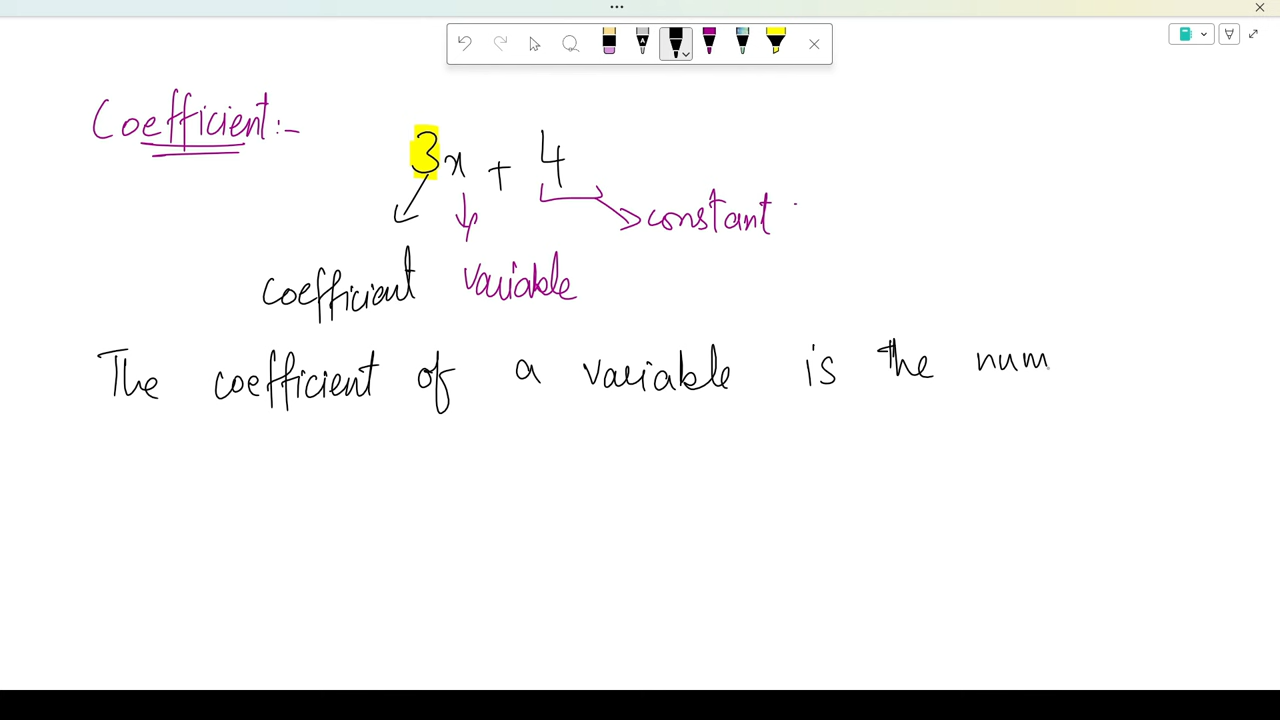 Coefficient:-
3x + 4
constant
coefficient variable
The coefficient of a variable is the num